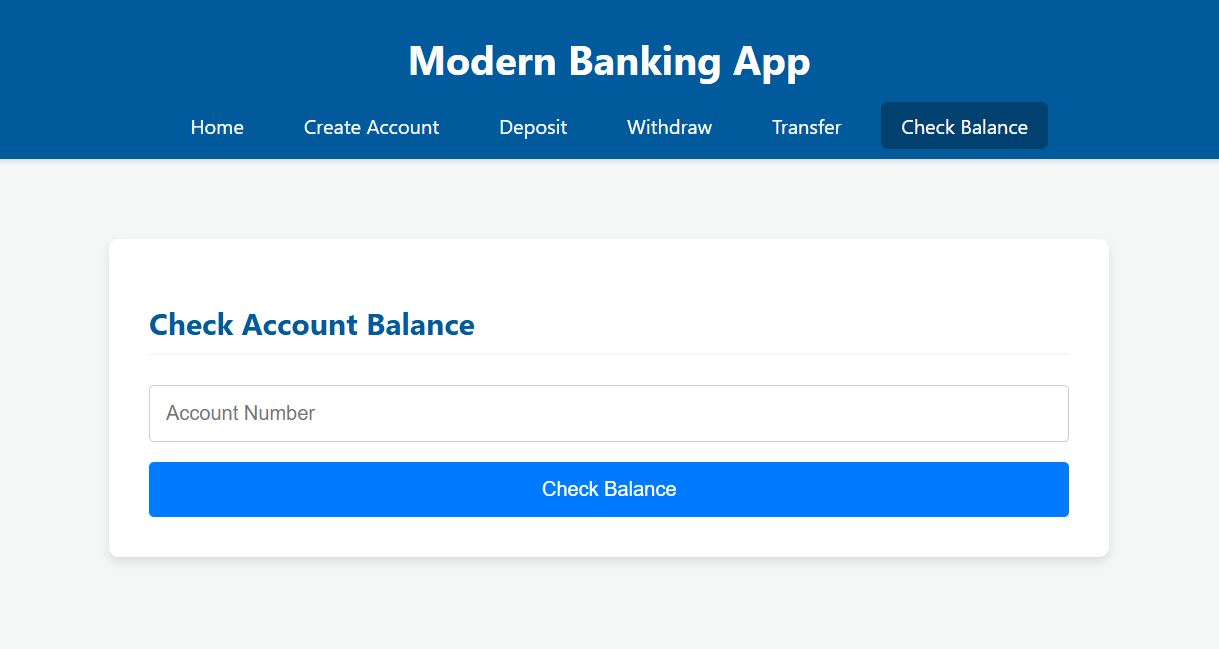 Modern Banking App
Home Create Account Deposit Withdraw Transfer Check Balance
Check Account Balance
Account Number
Check Balance